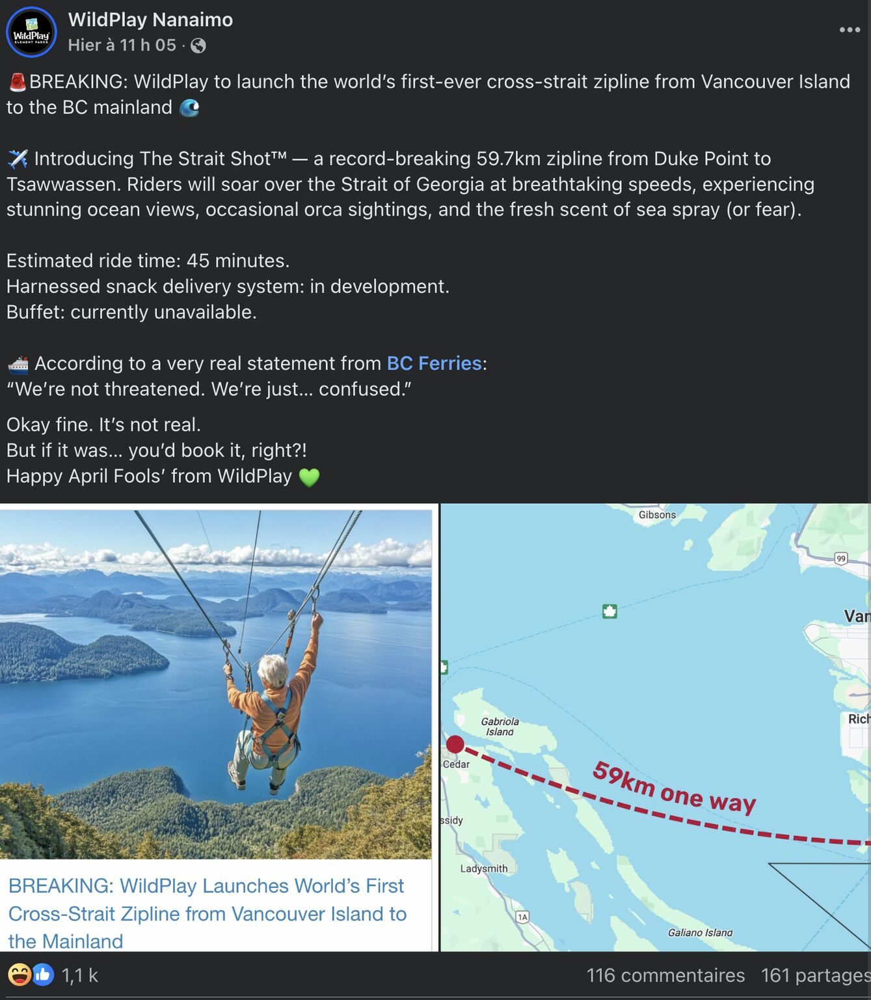 WildPlay
ELEMENT PARKS
WildPlay Nanaimo
Hier à 11 h 05 ·
🚨BREAKING: WildPlay to launch the world’s first-ever cross-strait zipline from Vancouver Island
to the BC mainland 🌊
✈️ Introducing The Strait Shot™ — a record-breaking 59.7km zipline from Duke Point to
Tsawwassen. Riders will soar over the Strait of Georgia at breathtaking speeds, experiencing
stunning ocean views, occasional orca sightings, and the fresh scent of sea spray (or fear).
Estimated ride time: 45 minutes.
Harnessed snack delivery system: in development.
Buffet: currently unavailable.
🛳️ According to a very real statement from BC Ferries:
“We’re not threatened. We’re just... confused.”
Okay fine. It’s not real.
But if it was... you’d book it, right?!
Happy April Fools’ from WildPlay 💚
BREAKING: WildPlay Launches World’s First
Cross-Strait Zipline from Vancouver Island to
the Mainland
Gibsons
99
Van
Rich
Gabriola
Island
Cedar
59km one way
ssidy
Ladysmith
1A
Galiano Island
1,1 k
116 commentaires 161 partages